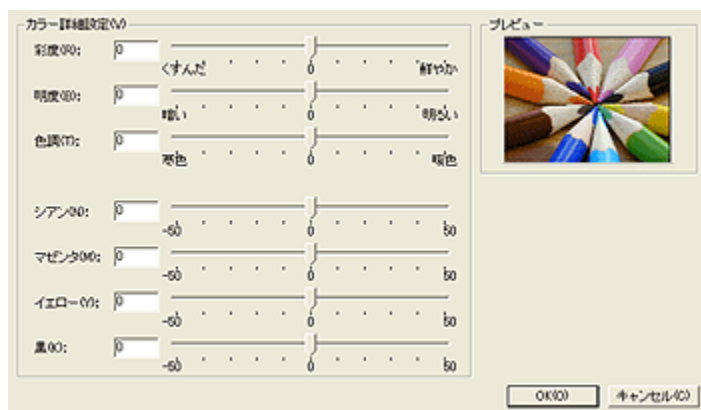 カラー詳細設定(V)
プレビュー
彩度(R):
0
くすんだ
0
鮮やか
明度(B):
0
暗い
0
明るい
色調(T):
0
寒色
0
暖色
シアン(N):
0
-50
0
50
マゼンタ(M):
0
-50
0
50
イエロー(Y):
0
-50
0
50
黒(K):
0
-50
0
50
OK(O)
キャンセル(C)